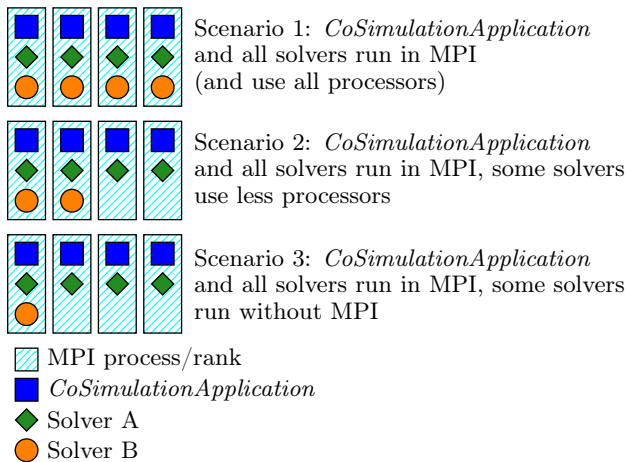 Scenario 1: CoSimulationApplication
and all solvers run in MPI
(and use all processors)
Scenario 2: CoSimulationApplication
and all solvers run in MPI, some solvers
use less processors
Scenario 3: CoSimulationApplication
and all solvers run in MPI, some solvers
run without MPI
MPI process/rank
CoSimulationApplication
Solver A
Solver B